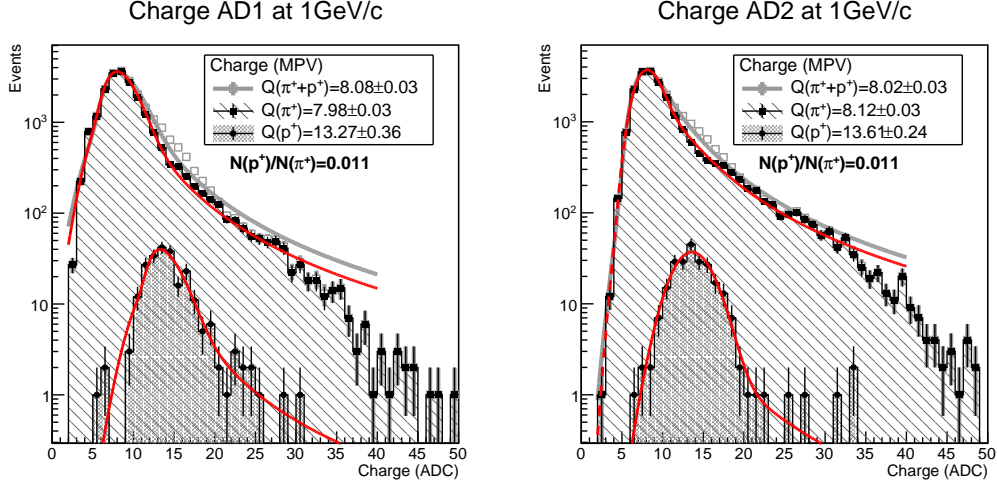 Charge AD1 at 1GeV/c
Events
Charge (MPV)
Q(π⁺+p⁺)=8.08±0.03
Q(π⁺)=7.98±0.03
Q(p⁺)=13.27±0.36
N(p⁺)/N(π⁺)=0.011
10³
10²
10
1
0 5 10 15 20 25 30 35 40 45 50
Charge (ADC)
Charge AD2 at 1GeV/c
Events
Charge (MPV)
Q(π⁺+p⁺)=8.02±0.03
Q(π⁺)=8.12±0.03
Q(p⁺)=13.61±0.24
N(p⁺)/N(π⁺)=0.011
10³
10²
10
1
0 5 10 15 20 25 30 35 40 45 50
Charge (ADC)